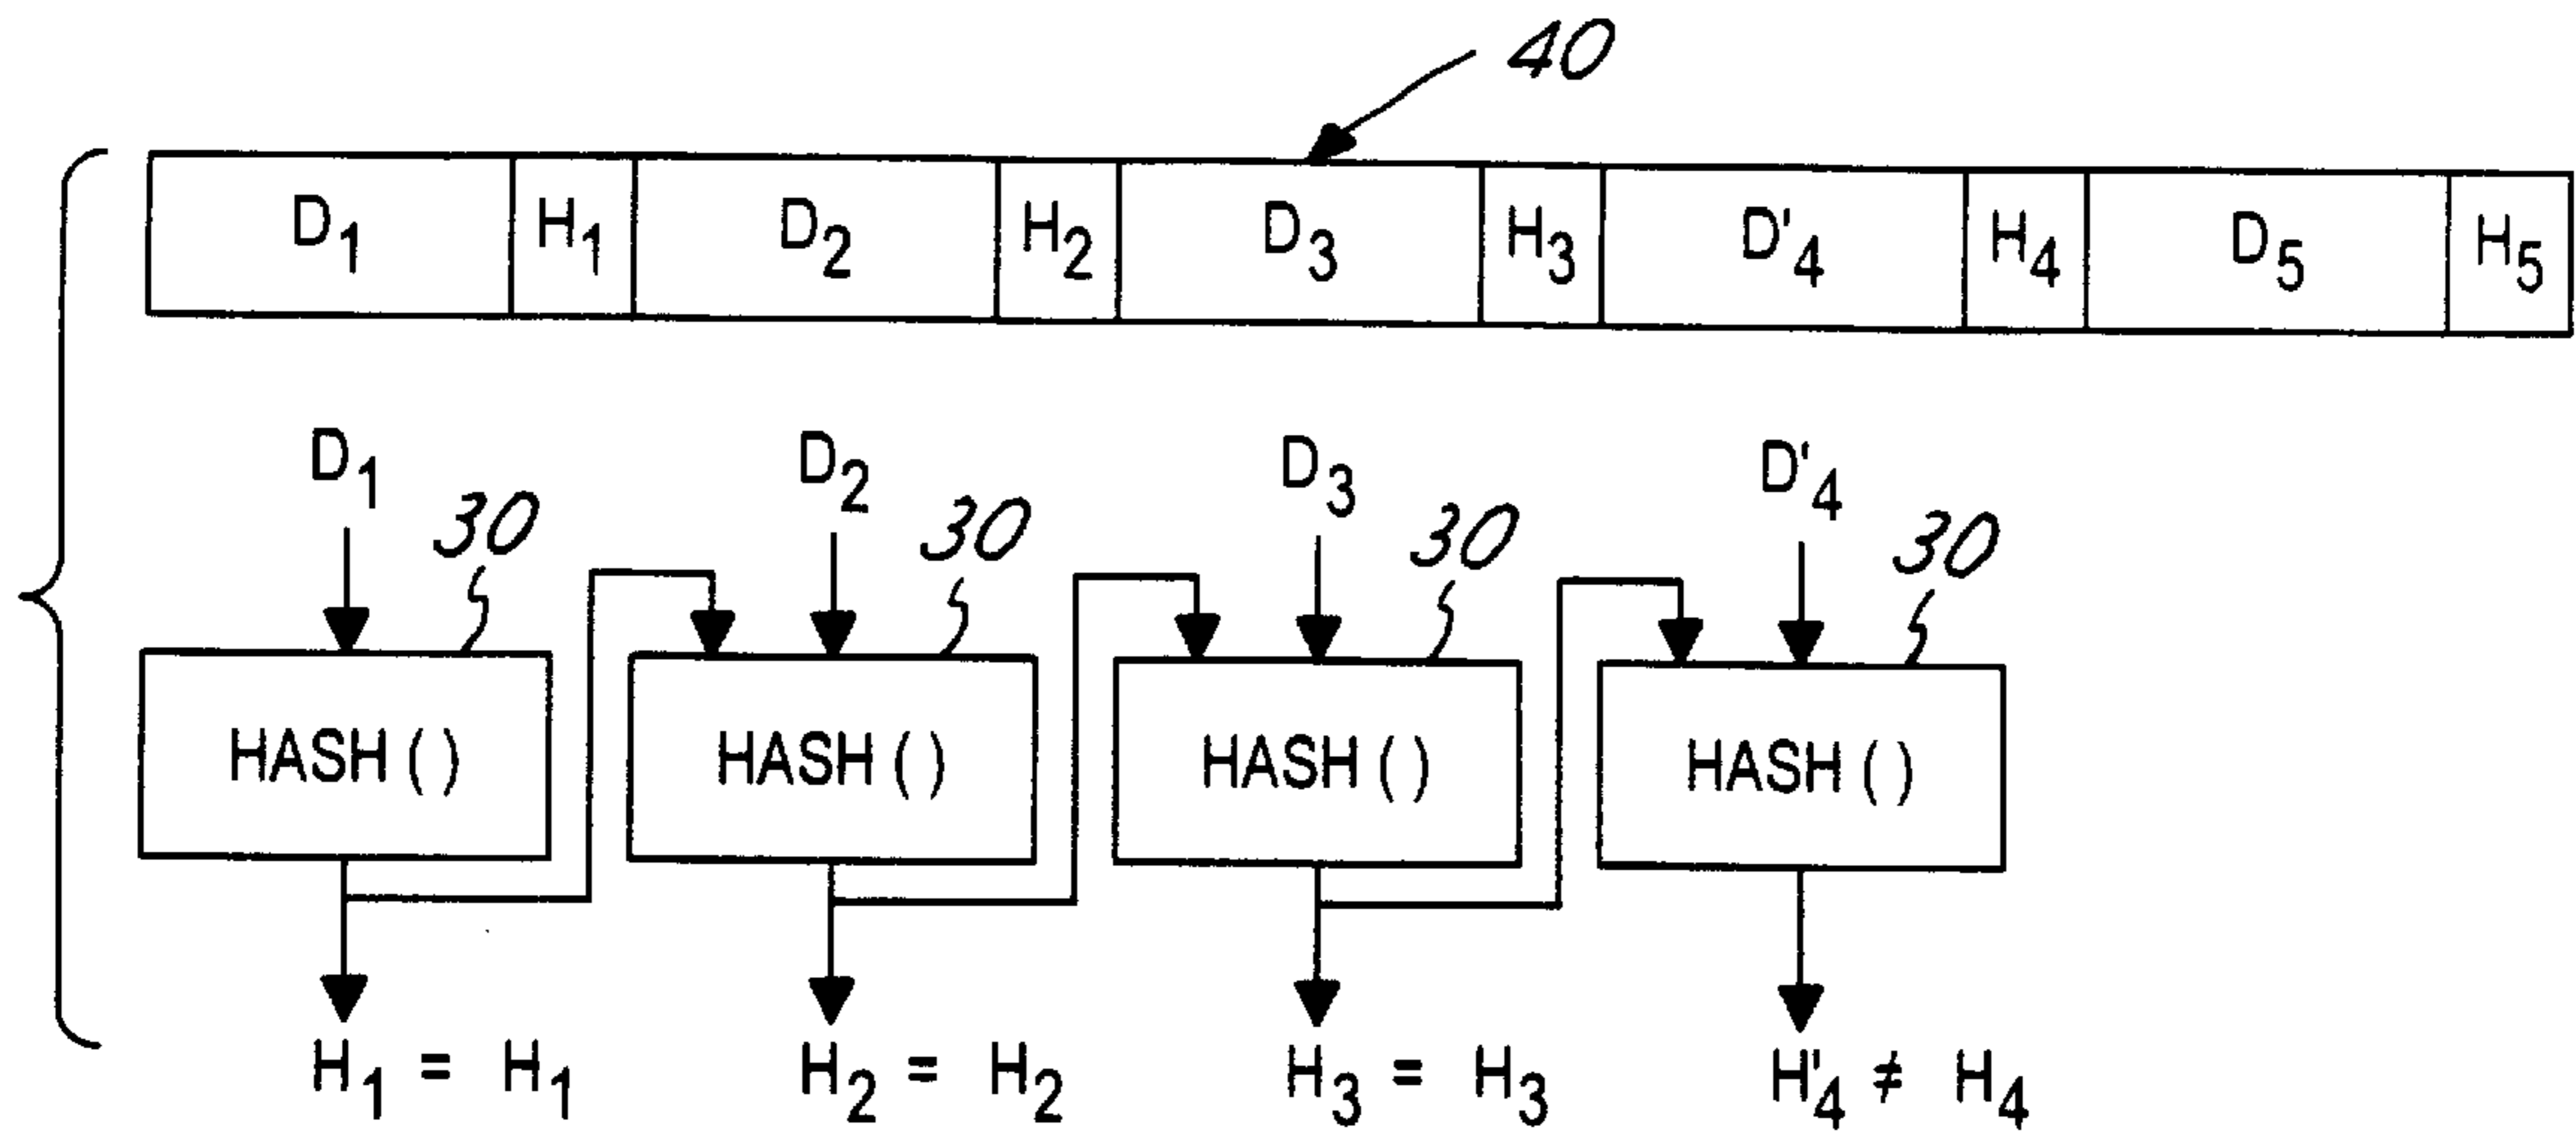 40
D₁ H₁ D₂ H₂ D₃ H₃ D'₄ H₄ D₅ H₅
D₁ D₂ D₃ D'₄
30 30 30 30
HASH ( ) HASH ( ) HASH ( ) HASH ( )
H₁ = H₁ H₂ = H₂ H₃ = H₃ H'₄ ≠ H₄